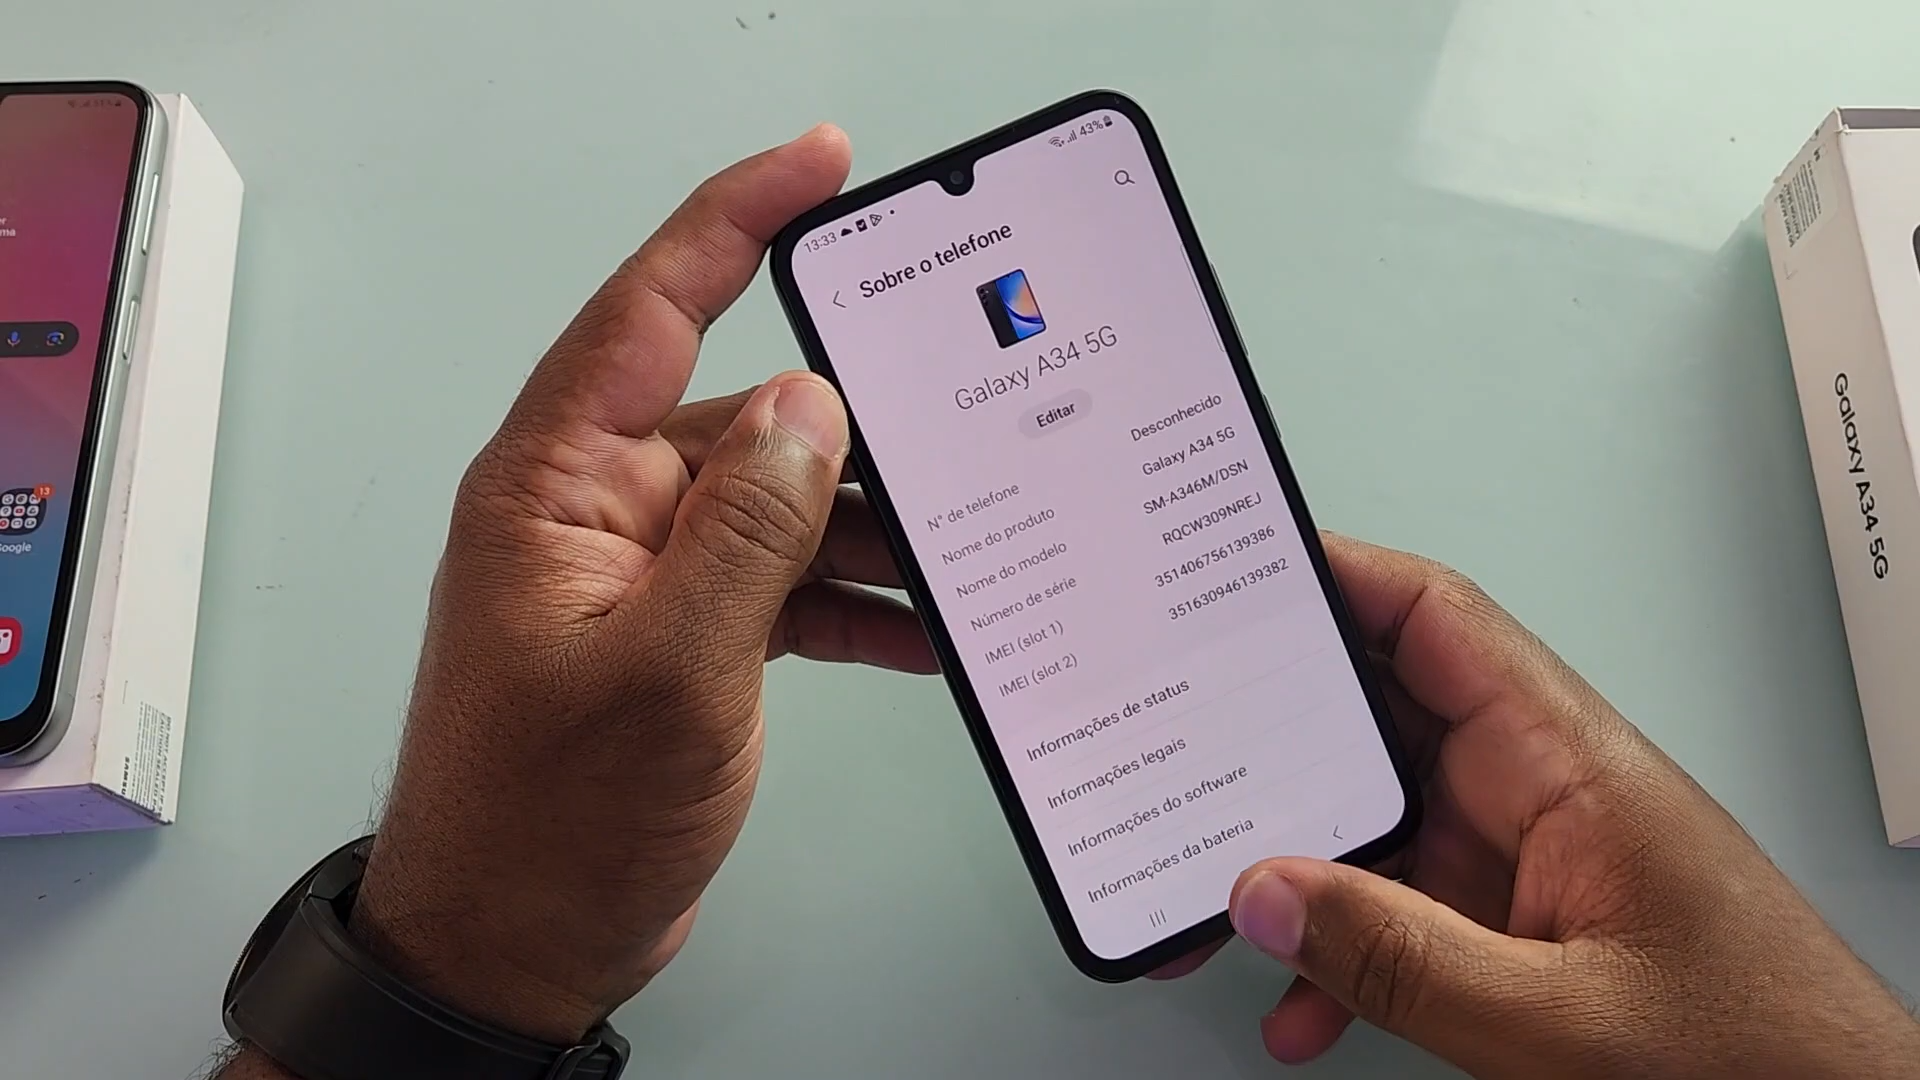 13:33
43%
Sobre o telefone
Galaxy A34 5G
Editar
N° de telefone Desconhecido
Nome do produto Galaxy A34 5G
Nome do modelo SM-A346M/DSN
Número de série RQCW309NREJ
IMEI (slot 1) 351406756139386
IMEI (slot 2) 351630946139382
Informações de status
Informações legais
Informações do software
Informações da bateria
13
Google
Galaxy A34 5G